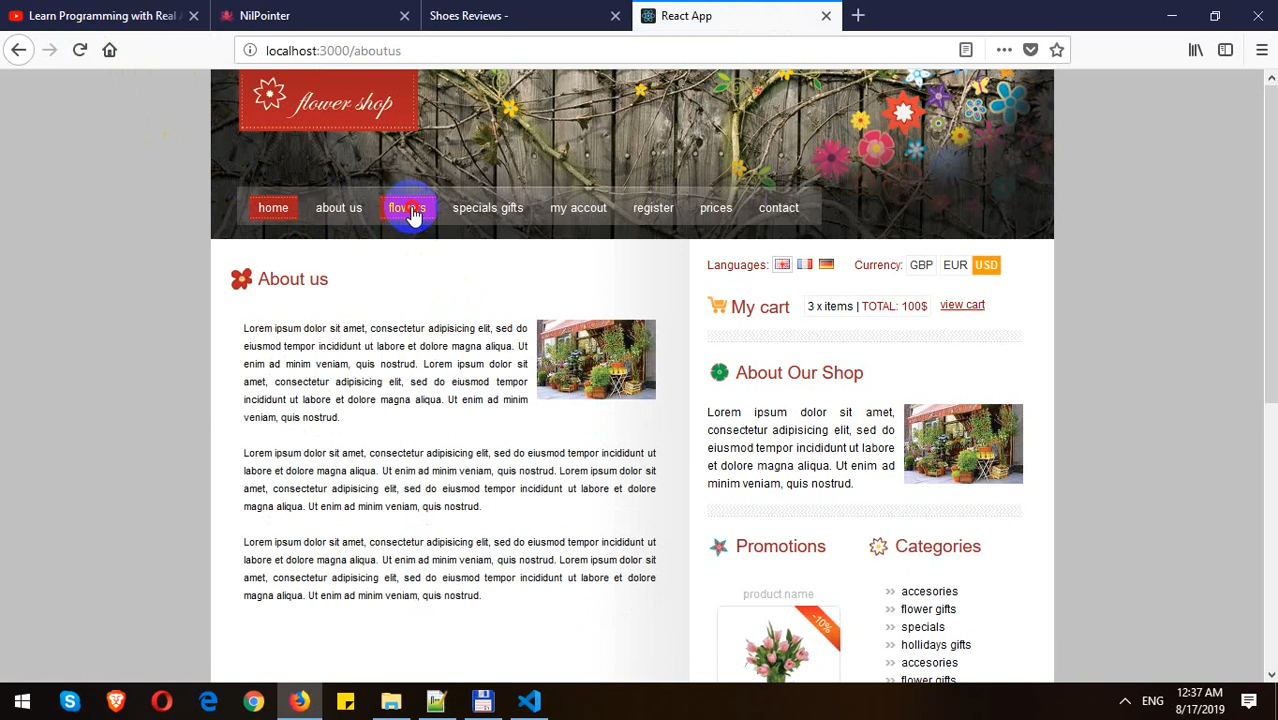 Learn Programming with Real
NilPointer
Shoes Reviews -
React App
localhost:3000/aboutus
flower shop
home
about us
flowers
specials gifts
my accout
register
prices
contact
About us
Lorem ipsum dolor sit amet, consectetur adipisicing elit, sed do
eiusmod tempor incididunt ut labore et dolore magna aliqua. Ut
enim ad minim veniam, quis nostrud. Lorem ipsum dolor sit
amet, consectetur adipisicing elit, sed do eiusmod tempor
incididunt ut labore et dolore magna aliqua. Ut enim ad minim
veniam, quis nostrud.
Lorem ipsum dolor sit amet, consectetur adipisicing elit, sed do eiusmod tempor incididunt ut
labore et dolore magna aliqua. Ut enim ad minim veniam, quis nostrud. Lorem ipsum dolor sit
amet, consectetur adipisicing elit, sed do eiusmod tempor incididunt ut labore et dolore
magna aliqua. Ut enim ad minim veniam, quis nostrud.
Lorem ipsum dolor sit amet, consectetur adipisicing elit, sed do eiusmod tempor incididunt ut
labore et dolore magna aliqua. Ut enim ad minim veniam, quis nostrud. Lorem ipsum dolor sit
amet, consectetur adipisicing elit, sed do eiusmod tempor incididunt ut labore et dolore
magna aliqua. Ut enim ad minim veniam, quis nostrud.
Languages:
Currency: GBP EUR USD
My cart
3 x items | TOTAL: 100$
view cart
About Our Shop
Lorem ipsum dolor sit amet,
consectetur adipisicing elit, sed do
eiusmod tempor incididunt ut labore
et dolore magna aliqua. Ut enim ad
minim veniam, quis nostrud.
Promotions
product name
-10%
Categories
accesories
flower gifts
specials
hollidays gifts
accesories
flower gifts
ENG
12:37 AM
8/17/2019